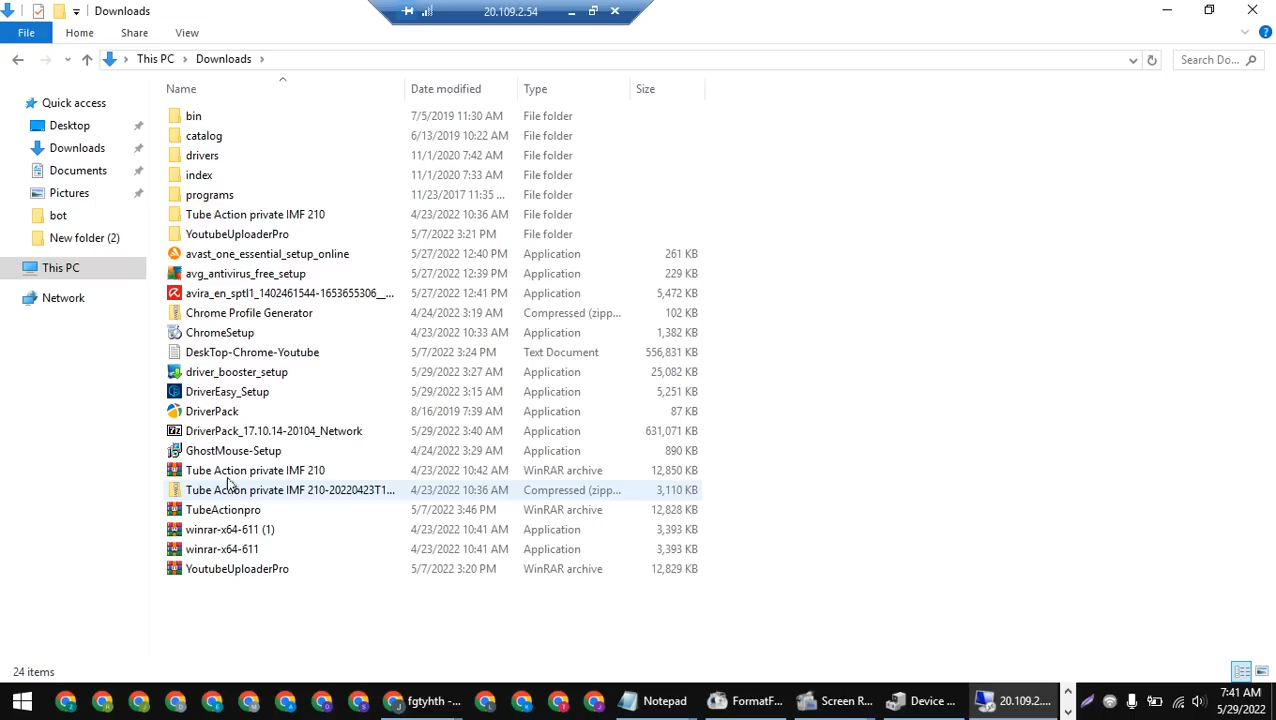 Downloads
20.109.2.54
File Home Share View
This PC Downloads
Search Do...
Name Date modified Type Size
Quick access
Desktop
Downloads
Documents
Pictures
bot
New folder (2)
This PC
Network
bin 7/5/2019 11:30 AM File folder
catalog 6/13/2019 10:22 AM File folder
drivers 11/1/2020 7:42 AM File folder
index 11/1/2020 7:33 AM File folder
programs 11/23/2017 11:35 ... File folder
Tube Action private IMF 210 4/23/2022 10:36 AM File folder
YoutubeUploaderPro 5/7/2022 3:21 PM File folder
avast_one_essential_setup_online 5/27/2022 12:40 PM Application 261 KB
avg_antivirus_free_setup 5/27/2022 12:39 PM Application 229 KB
avira_en_sptl1_1402461544-1653655306__... 5/27/2022 12:41 PM Application 5,472 KB
Chrome Profile Generator 4/24/2022 3:19 AM Compressed (zipp... 102 KB
ChromeSetup 4/23/2022 10:33 AM Application 1,382 KB
DeskTop-Chrome-Youtube 5/7/2022 3:24 PM Text Document 556,831 KB
driver_booster_setup 5/29/2022 3:27 AM Application 25,082 KB
DriverEasy_Setup 5/29/2022 3:15 AM Application 5,251 KB
DriverPack 8/16/2019 7:39 AM Application 87 KB
DriverPack_17.10.14-20104_Network 5/29/2022 3:40 AM Application 631,071 KB
GhostMouse-Setup 4/24/2022 3:29 AM Application 890 KB
Tube Action private IMF 210 4/23/2022 10:42 AM WinRAR archive 12,850 KB
Tube Action private IMF 210-20220423T1... 4/23/2022 10:36 AM Compressed (zipp... 3,110 KB
TubeActionpro 5/7/2022 3:46 PM WinRAR archive 12,828 KB
winrar-x64-611 (1) 4/23/2022 10:41 AM Application 3,393 KB
winrar-x64-611 4/23/2022 10:41 AM Application 3,393 KB
YoutubeUploaderPro 5/7/2022 3:20 PM WinRAR archive 12,829 KB
24 items
fgtyhth -... Notepad FormatF... Screen R... Device ... 20.109.2....
7:41 AM
5/29/2022